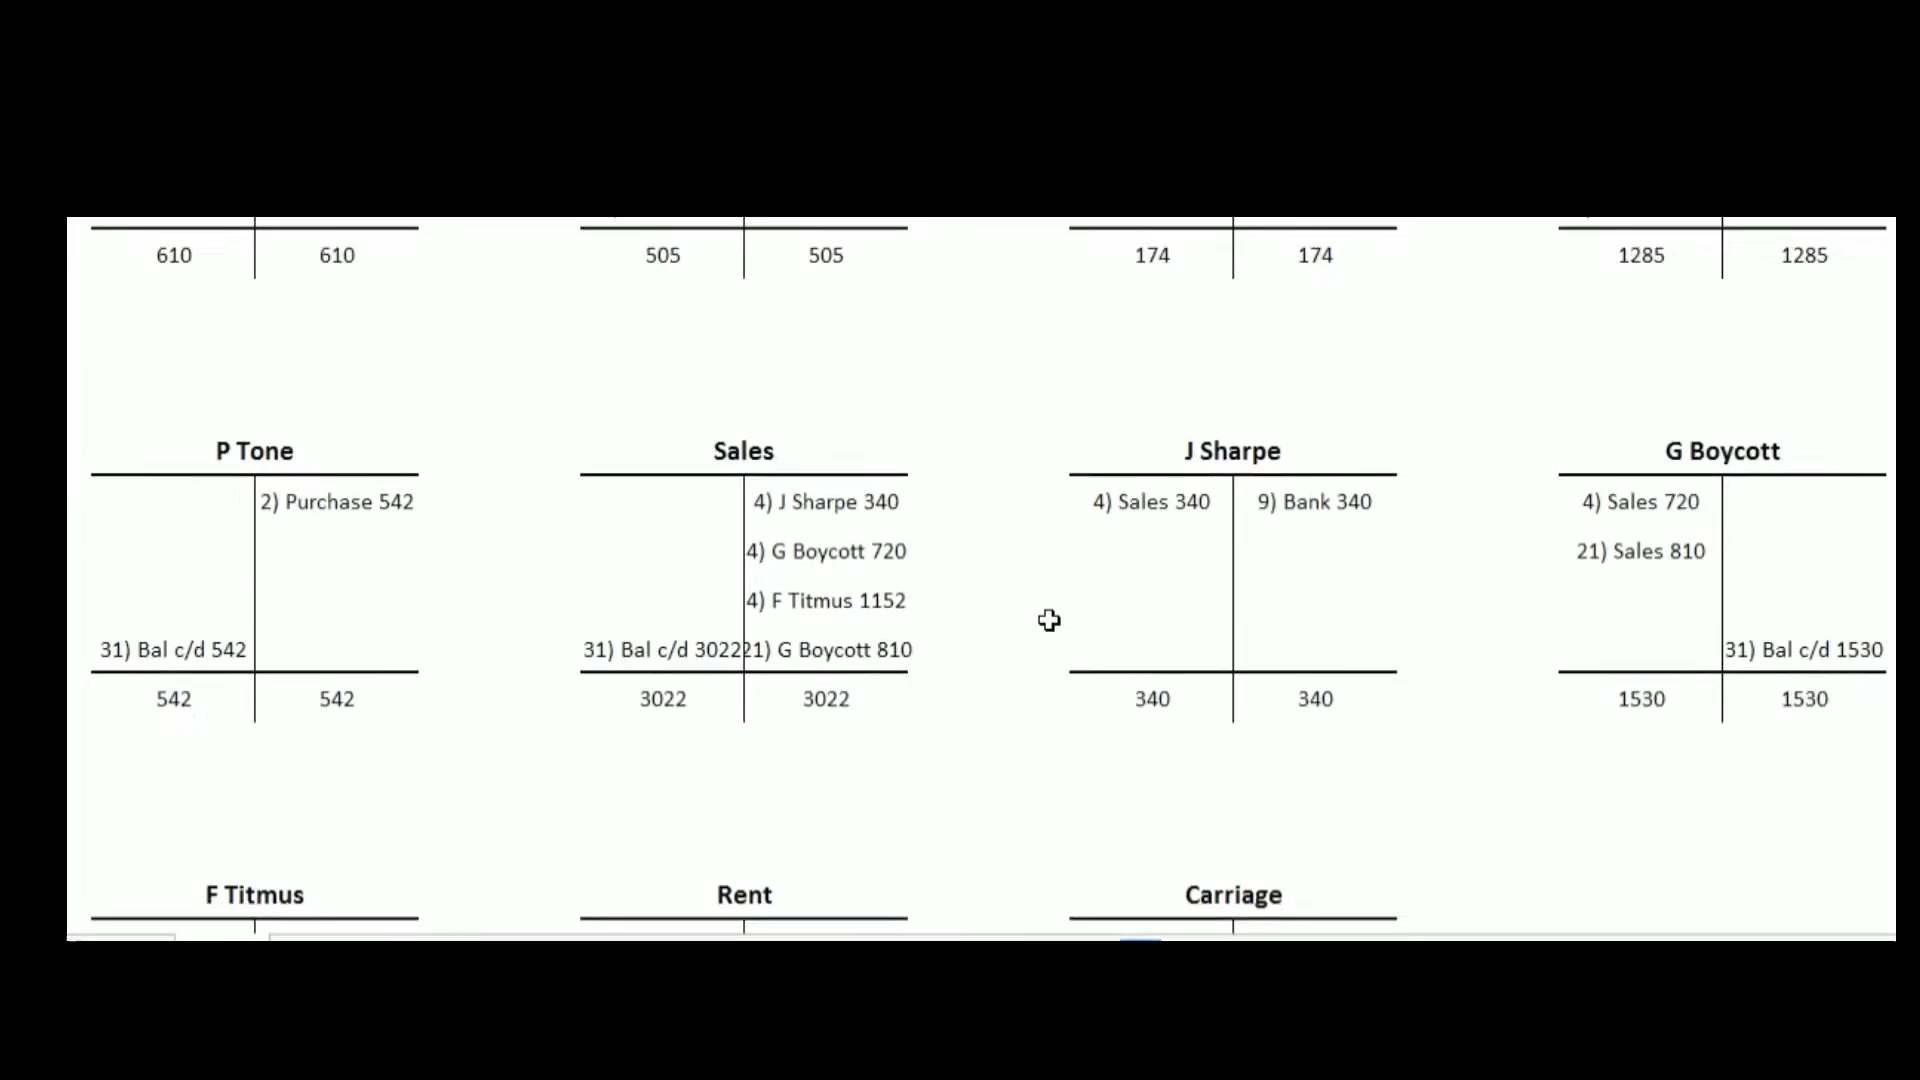 610 610 505 505 174 174 1285 1285
P Tone Sales J Sharpe G Boycott
2) Purchase 542 4) J Sharpe 340 4) Sales 340 9) Bank 340 4) Sales 720
4) G Boycott 720 21) Sales 810
4) F Titmus 1152
31) Bal c/d 542 31) Bal c/d 3022 21) G Boycott 810 31) Bal c/d 1530
542 542 3022 3022 340 340 1530 1530
F Titmus Rent Carriage